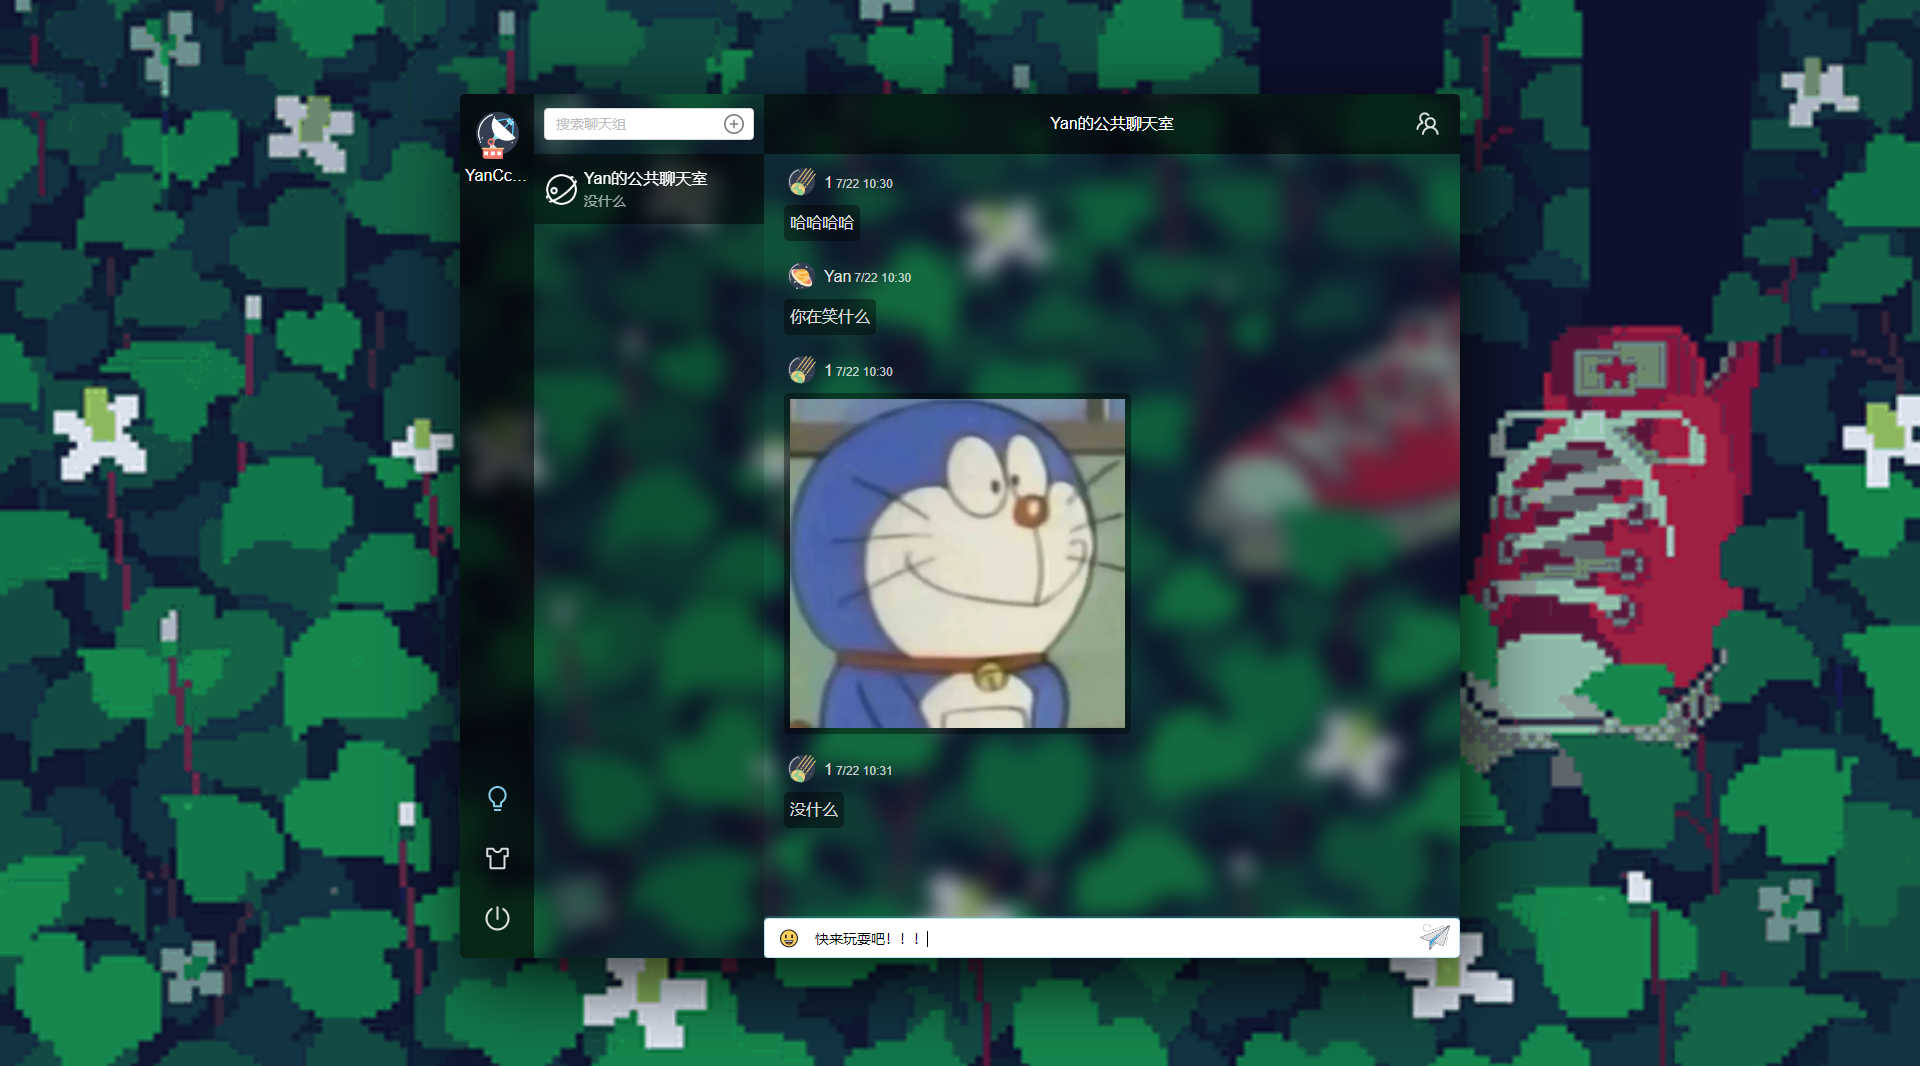 YanCc...
搜索聊天组
Yan的公共聊天室
没什么
Yan的公共聊天室
1 7/22 10:30
哈哈哈哈
Yan 7/22 10:30
你在笑什么
1 7/22 10:30
1 7/22 10:31
没什么
快来玩耍吧！！！